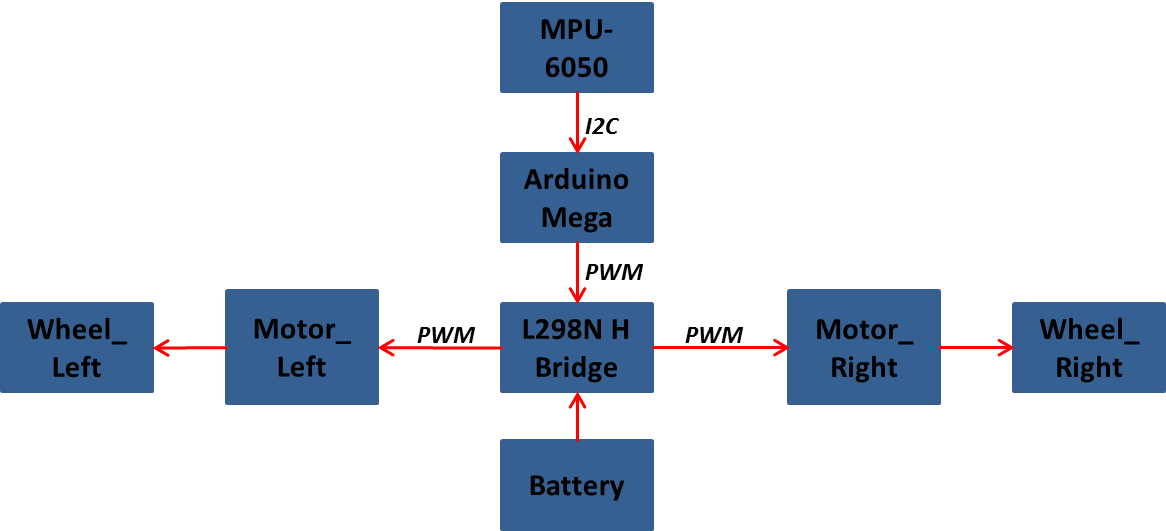 MPU-
6050
I2C
Arduino
Mega
PWM
Wheel_
Left
Motor_
Left
PWM
L298N H
Bridge
PWM
Motor_
Right
Wheel_
Right
Battery